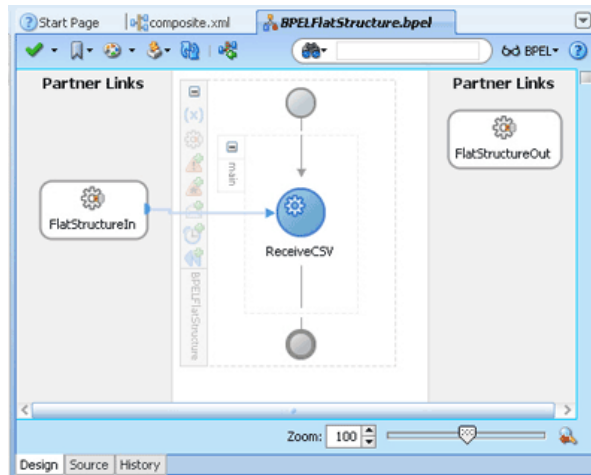 Start Page
composite.xml
BPELFlatStructure.bpel
BPEL
Partner Links
Partner Links
(x)
main
FlatStructureOut
FlatStructureIn
ReceiveCSV
BPELFlatStructure
Zoom: 100
Design Source History